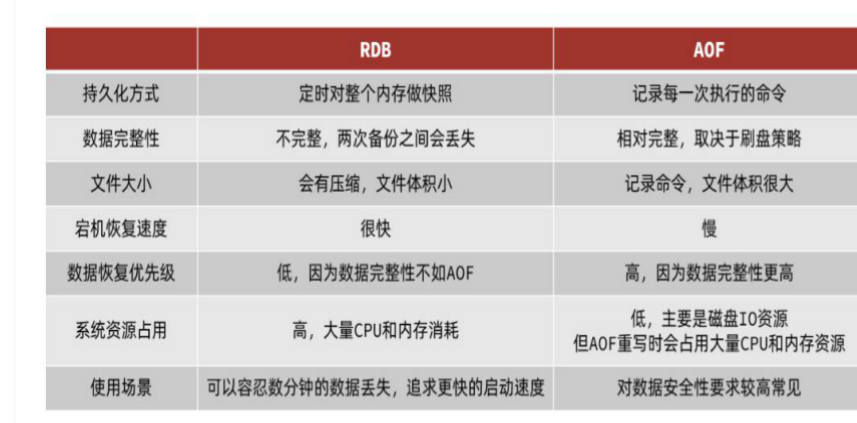 RDB AOF
持久化方式 定时对整个内存做快照 记录每一次执行的命令
数据完整性 不完整，两次备份之间会丢失 相对完整，取决于刷盘策略
文件大小 会有压缩，文件体积小 记录命令，文件体积很大
宕机恢复速度 很快 慢
数据恢复优先级 低，因为数据完整性不如AOF 高，因为数据完整性更高
系统资源占用 高，大量CPU和内存消耗 低，主要是磁盘IO资源
但AOF重写时会占用大量CPU和内存资源
使用场景 可以容忍数分钟的数据丢失，追求更快的启动速度 对数据安全性要求较高常见